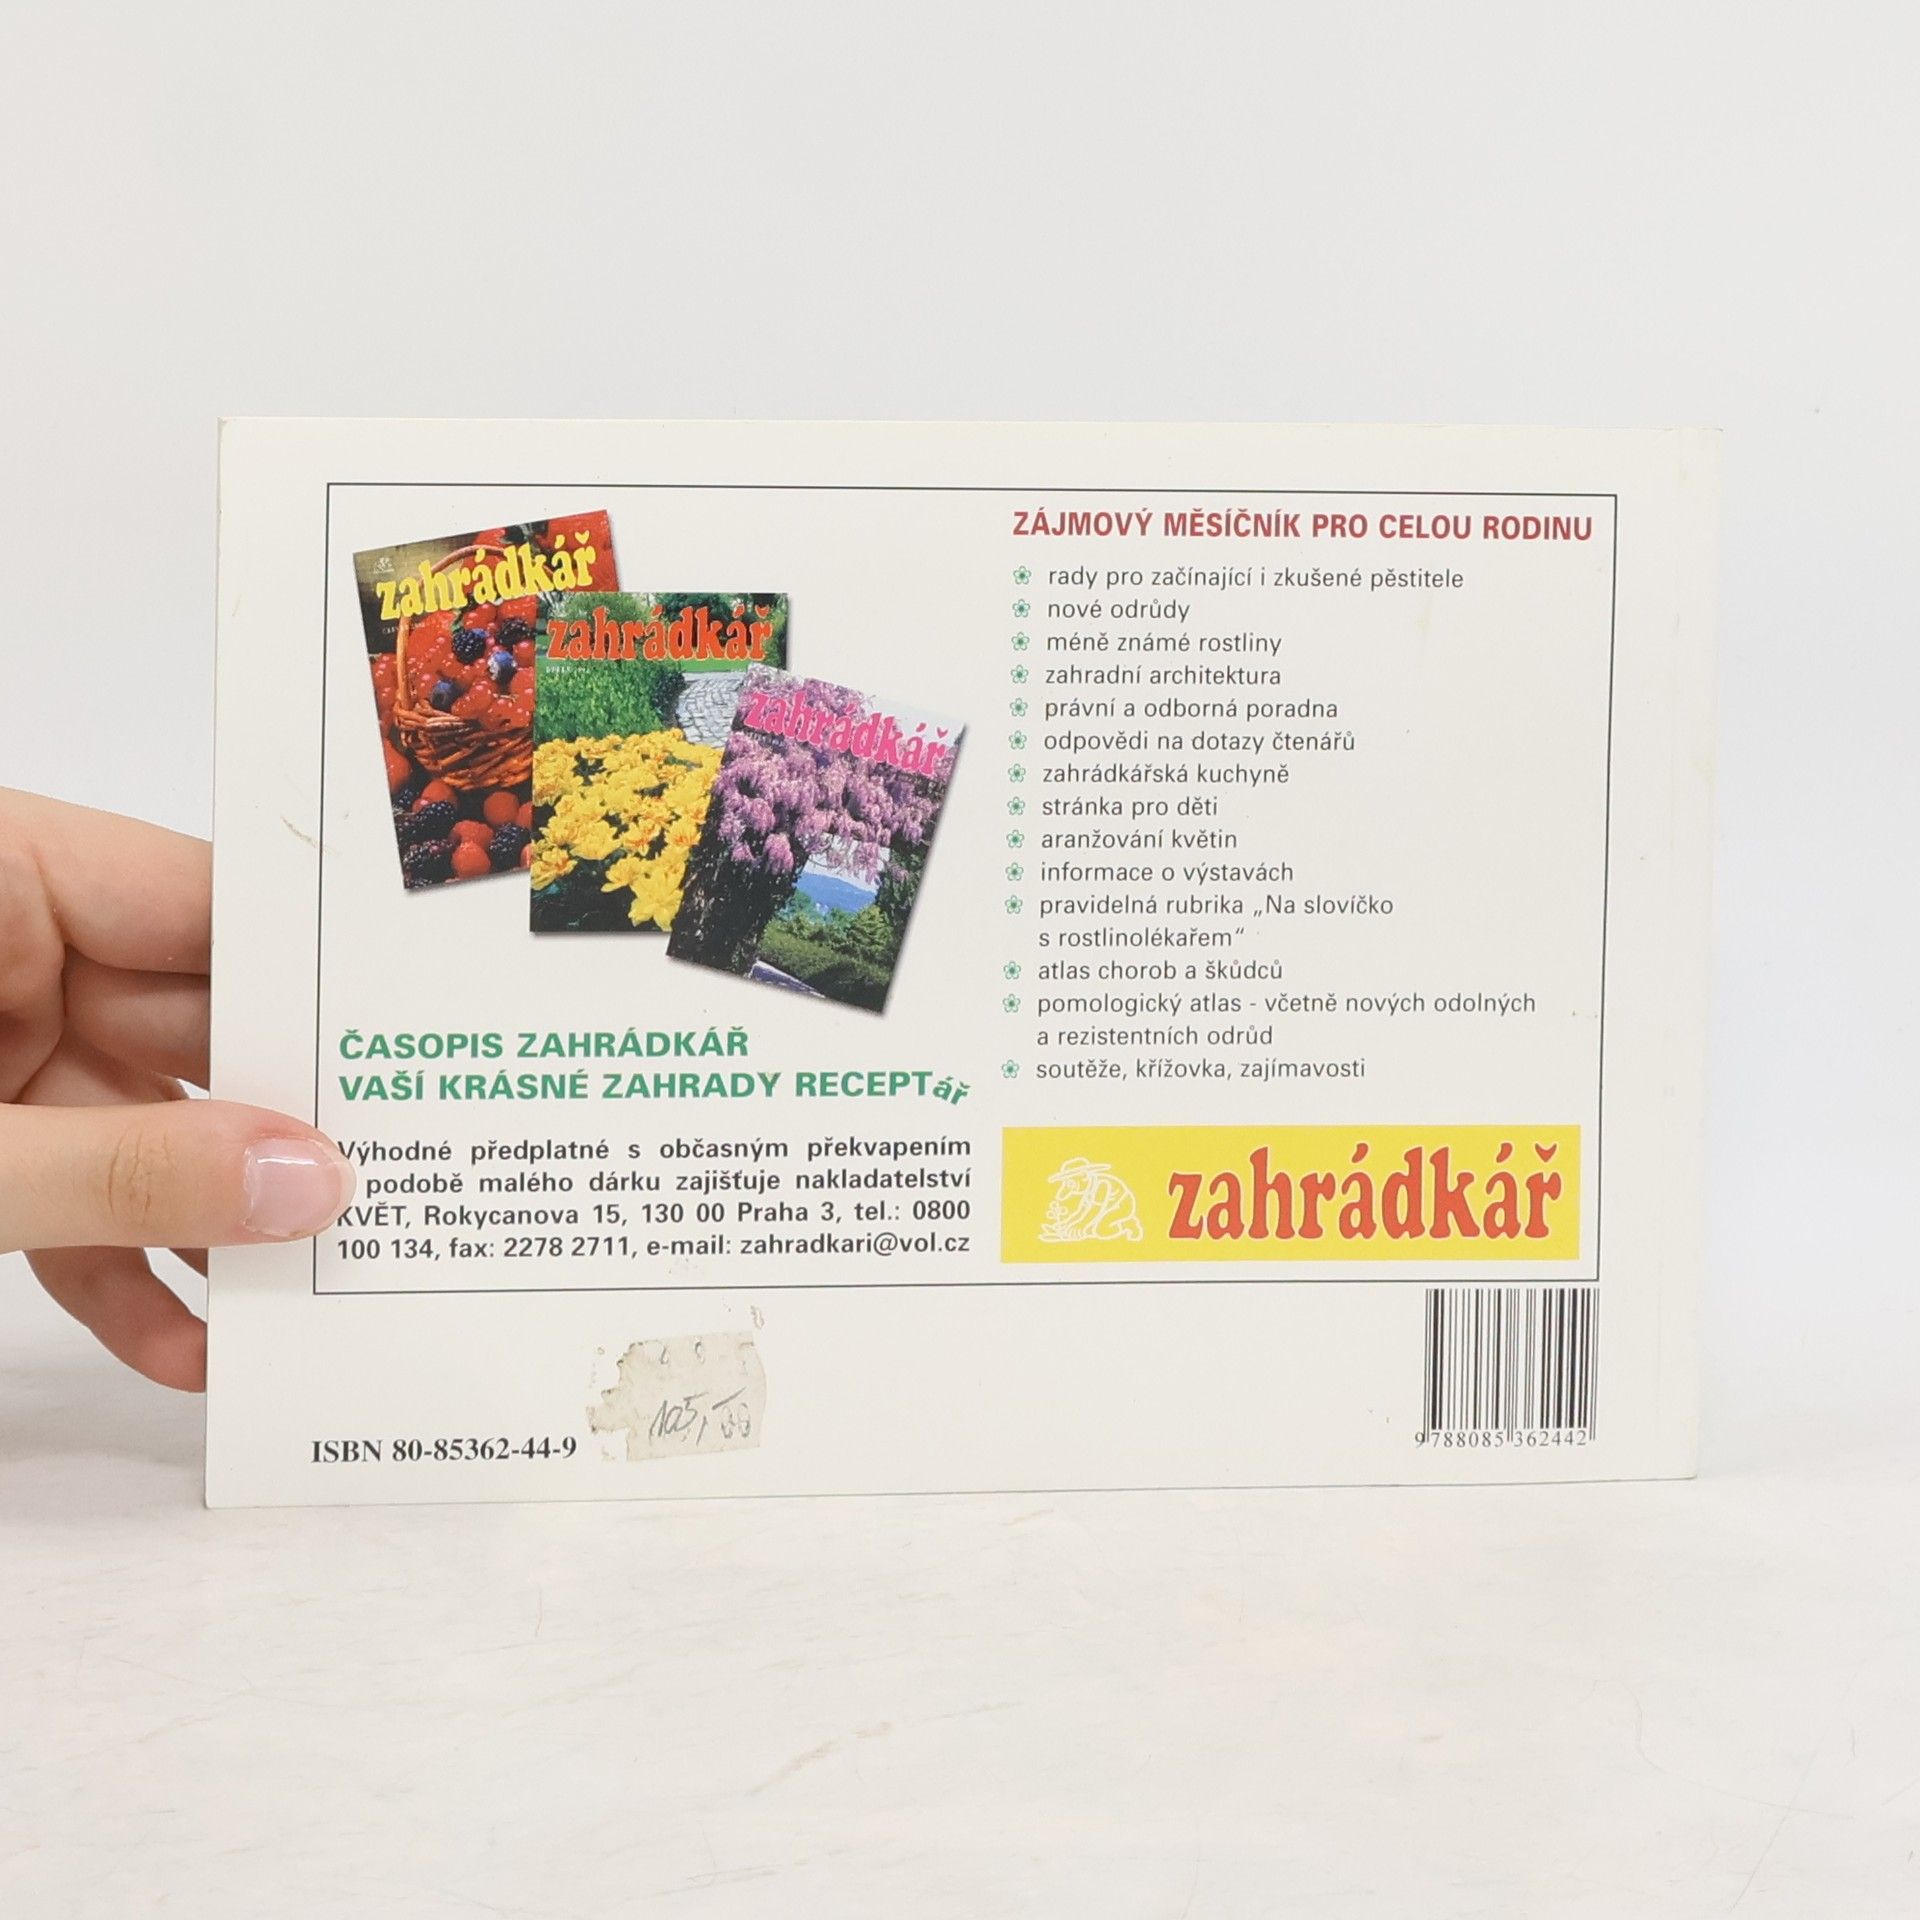 zahrádkář
zahrádkář
zahrádkář
ČASOPIS ZAHRÁDKÁŘ
VAŠÍ KRÁSNÉ ZAHRADY RECEPTář
Výhodné předplatné s občasným překvapením
podobě malého dárku zajišťuje nakladatelství
KVĚT, Rokycanova 15, 130 00 Praha 3, tel.: 0800
100 134, fax: 2278 2711, e-mail: zahradkari@vol.cz
ZÁJMOVÝ MĚSÍČNÍK PRO CELOU RODINU
rady pro začínající i zkušené pěstitele
nové odrůdy
méně známé rostliny
zahradní architektura
právní a odborná poradna
odpovědi na dotazy čtenářů
zahrádkářská kuchyně
stránka pro děti
aranžování květin
informace o výstavách
pravidelná rubrika „Na slovíčko
s rostlinolékařem“
atlas chorob a škůdců
pomologický atlas - včetně nových odolných
a rezistentních odrůd
soutěže, křížovka, zajímavosti
zahrádkář
ISBN 80-85362-44-9
105,-
9 788085 362442